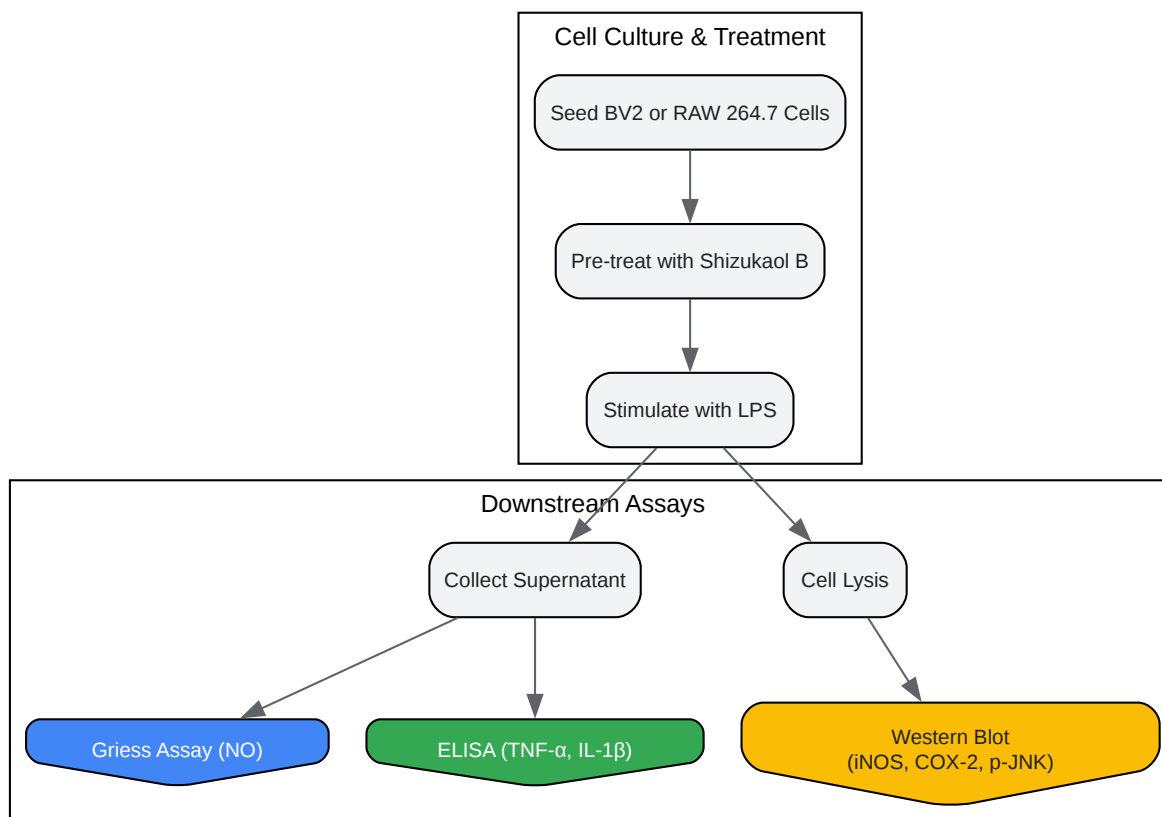 Cell Culture & Treatment
Seed BV2 or RAW 264.7 Cells
Pre-treat with Shizukaol B
Stimulate with LPS
Downstream Assays
Collect Supernatant
Cell Lysis
Griess Assay (NO)
ELISA (TNF-α, IL-1β)
Western Blot
(iNOS, COX-2, p-JNK)